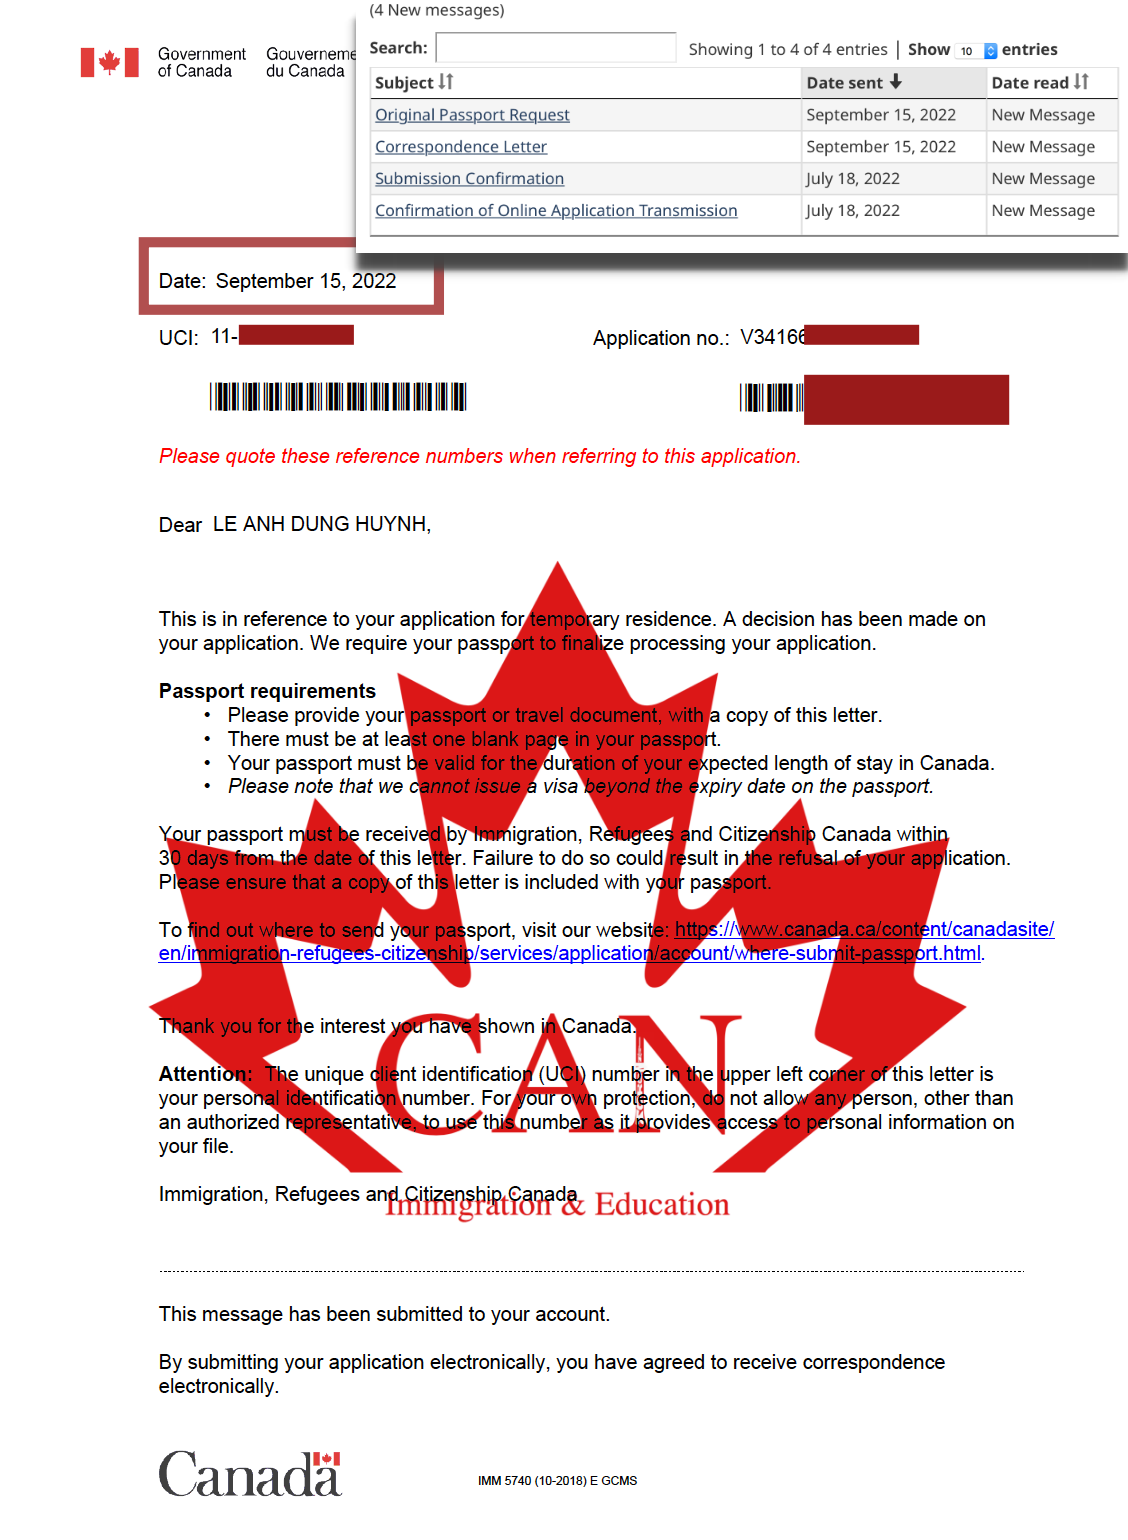 (4 New messages)
Search: Showing 1 to 4 of 4 entries | Show 10 entries
Subject Date sent Date read
Original Passport Request September 15, 2022 New Message
Correspondence Letter September 15, 2022 New Message
Submission Confirmation July 18, 2022 New Message
Confirmation of Online Application Transmission July 18, 2022 New Message
Government Gouverneme
of Canada du Canada
Date: September 15, 2022
UCI: 11- Application no.: V34166
Please quote these reference numbers when referring to this application.
Dear LE ANH DUNG HUYNH,
This is in reference to your application for temporary residence. A decision has been made on
your application. We require your passport to finalize processing your application.
Passport requirements
• Please provide your passport or travel document, with a copy of this letter.
• There must be at least one blank page in your passport.
• Your passport must be valid for the duration of your expected length of stay in Canada.
• Please note that we cannot issue a visa beyond the expiry date on the passport.
Your passport must be received by Immigration, Refugees and Citizenship Canada within
30 days from the date of this letter. Failure to do so could result in the refusal of your application.
Please ensure that a copy of this letter is included with your passport.
To find out where to send your passport, visit our website: https://www.canada.ca/content/canadasite/
en/immigration-refugees-citizenship/services/application/account/where-submit-passport.html.
Thank you for the interest you have shown in Canada.
CAN
Attention: The unique client identification (UCI) number in the upper left corner of this letter is
your personal identification number. For your own protection, do not allow any person, other than
an authorized representative, to use this number as it provides access to personal information on
your file.
Immigration, Refugees and Citizenship Canada
Immigration & Education
This message has been submitted to your account.
By submitting your application electronically, you have agreed to receive correspondence
electronically.
Canada
IMM 5740 (10-2018) E GCMS